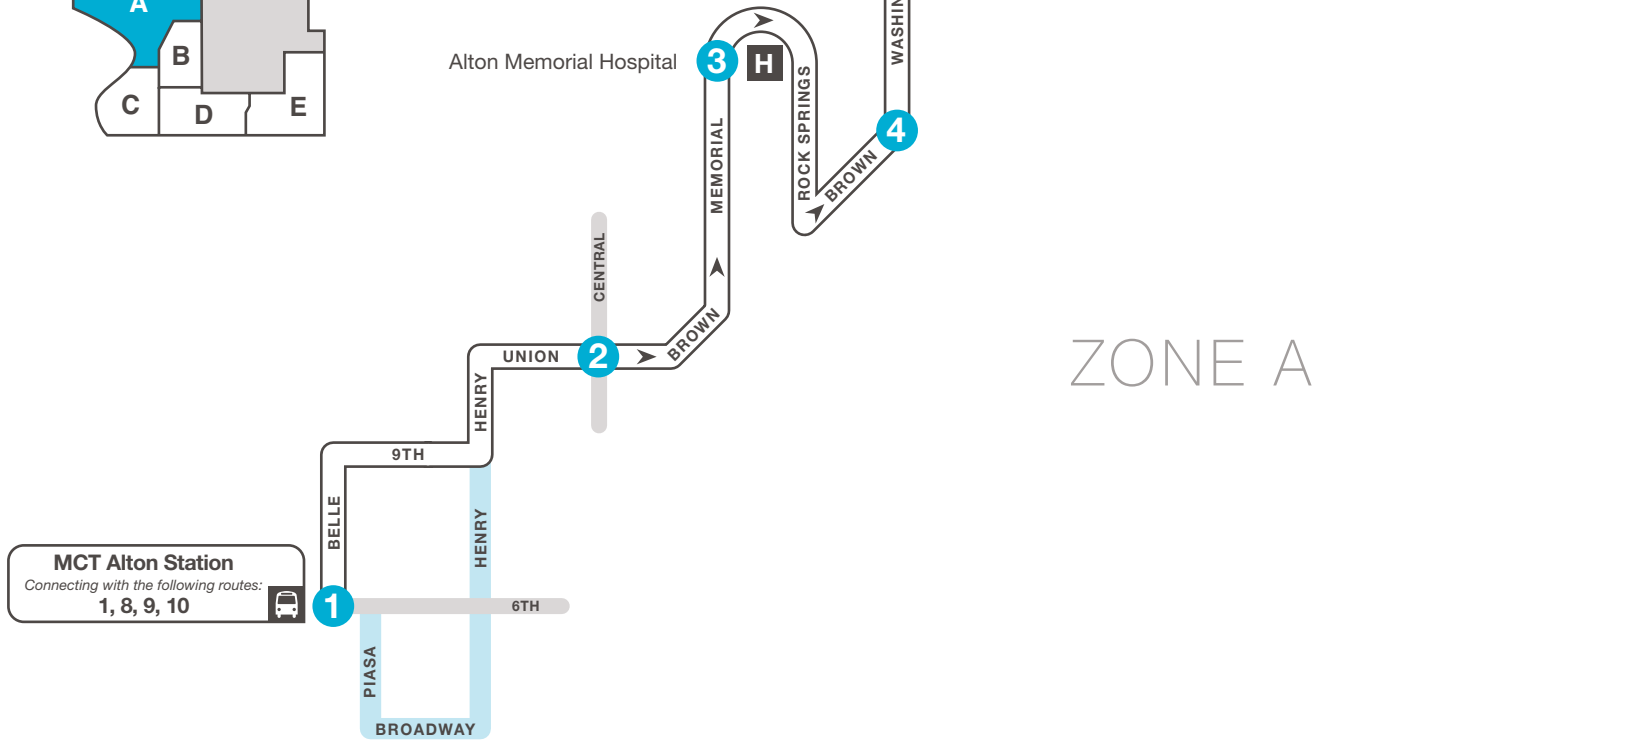 A
B
C
D
E
Alton Memorial Hospital
3
H
ROCK SPRINGS
4
BROWN
MEMORIAL
CENTRAL
BROWN
UNION
2
HENRY
9TH
BELLE
HENRY
MCT Alton Station
Connecting with the following routes:
1, 8, 9, 10
1
6TH
PIASA
BROADWAY
ZONE A